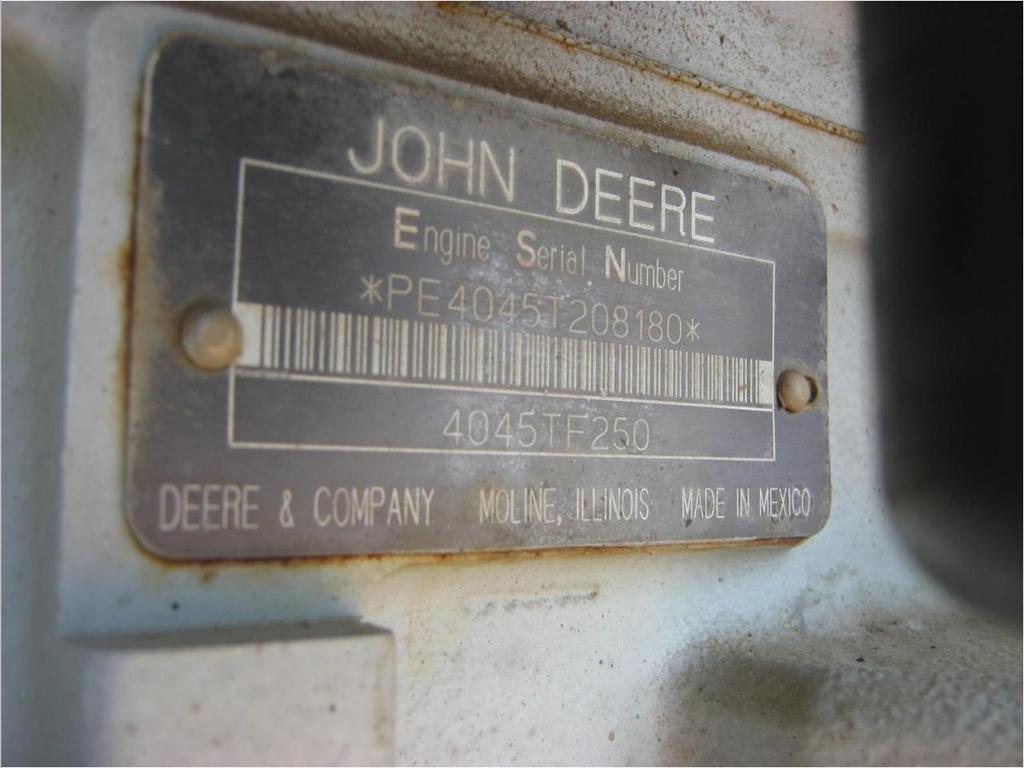 JOHN DEERE
Engine Serial Number
*PE4045T208180*
4045TF250
DEERE & COMPANY MOLINE, ILLINOIS MADE IN MEXICO